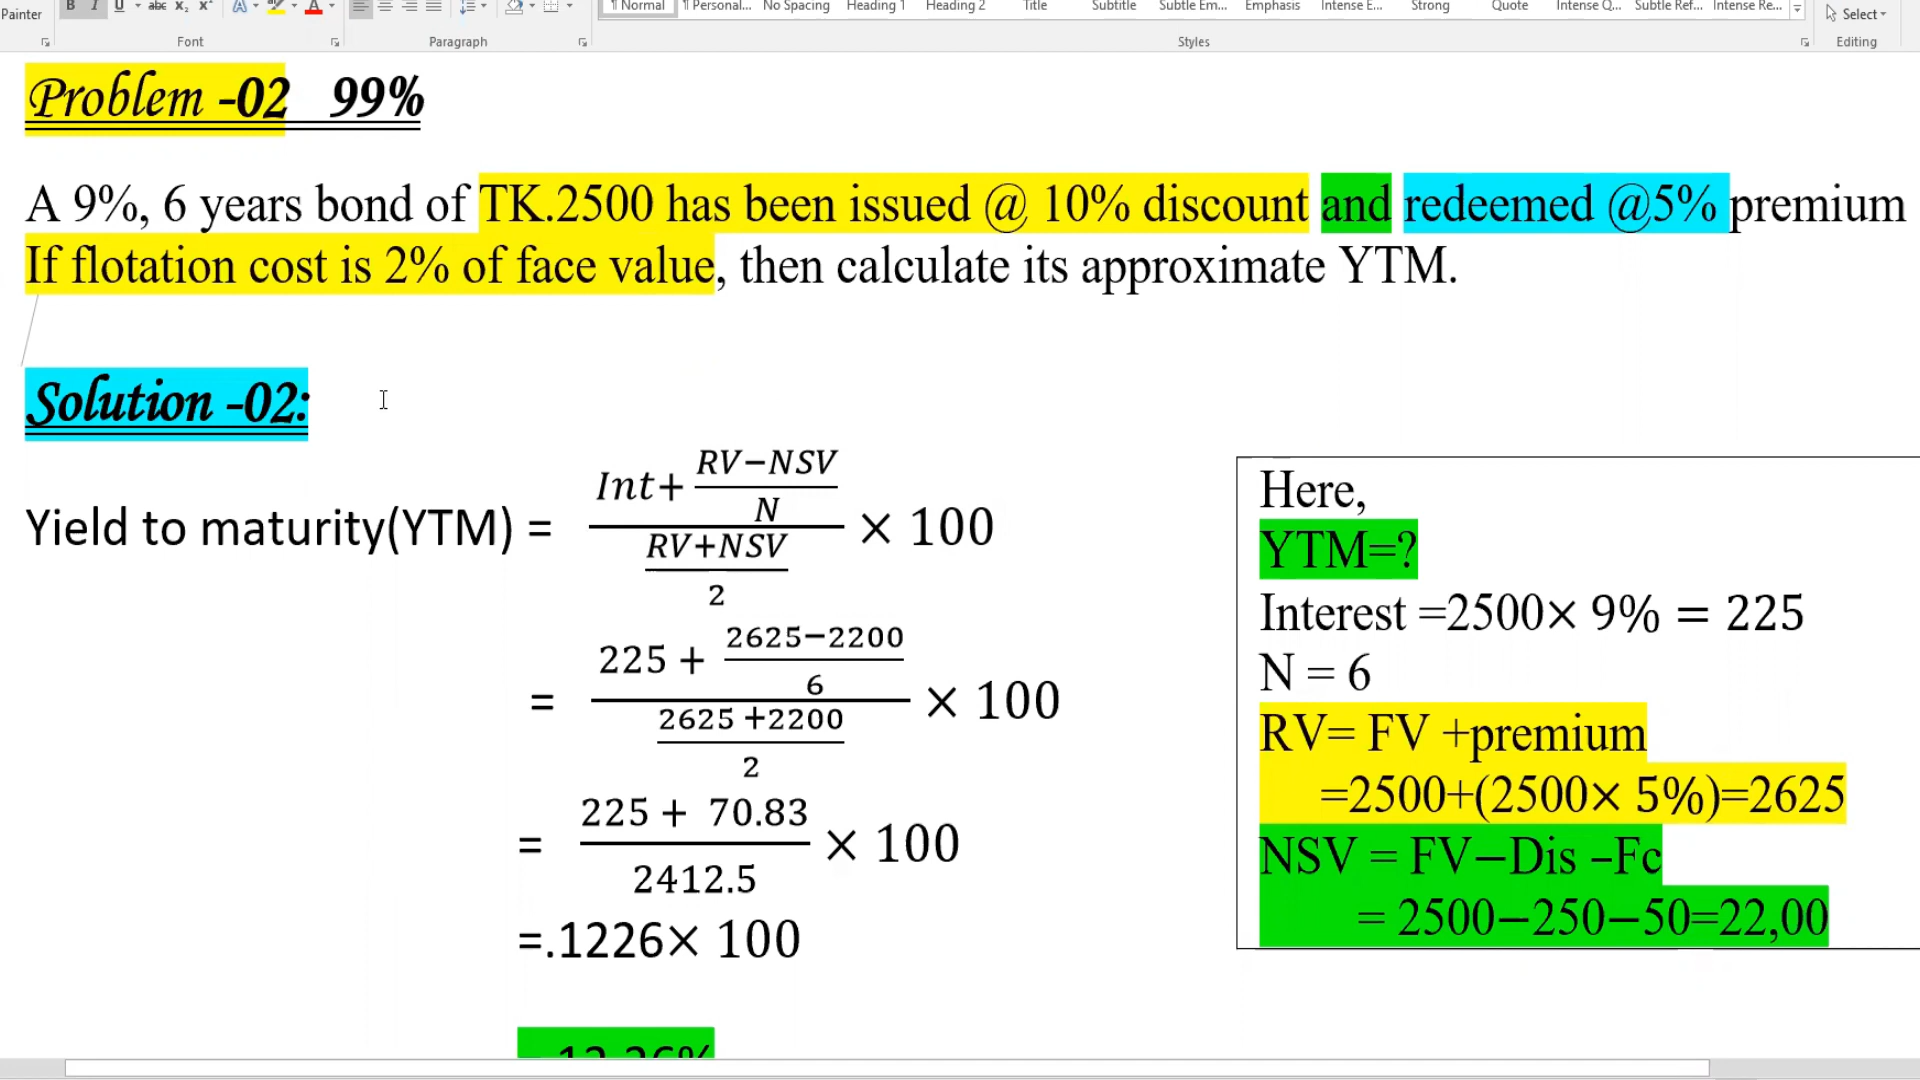 Painter
B I U abc x₂ x² A A
¶ Normal ¶ Personal... No Spacing Heading 1 Heading 2 Title Subtitle Subtle Em... Emphasis Intense E... Strong Quote Intense Q... Subtle Ref... Intense Re... Select
Font Paragraph Styles Editing
Problem -02 99%
A 9%, 6 years bond of TK.2500 has been issued @ 10% discount and redeemed @5% premium
If flotation cost is 2% of face value, then calculate its approximate YTM.
Solution -02:
Yield to maturity(YTM) = 
Int+ RV−NSV
N
RV+NSV
2
× 100
=
225 + 2625−2200
6
2625 +2200
2
× 100
=
225 + 70.83
2412.5
× 100
=.1226× 100
Here,
YTM=?
Interest =2500× 9% = 225
N = 6
RV= FV +premium
=2500+(2500× 5%)=2625
NSV = FV−Dis –Fc
= 2500−250−50=22,00